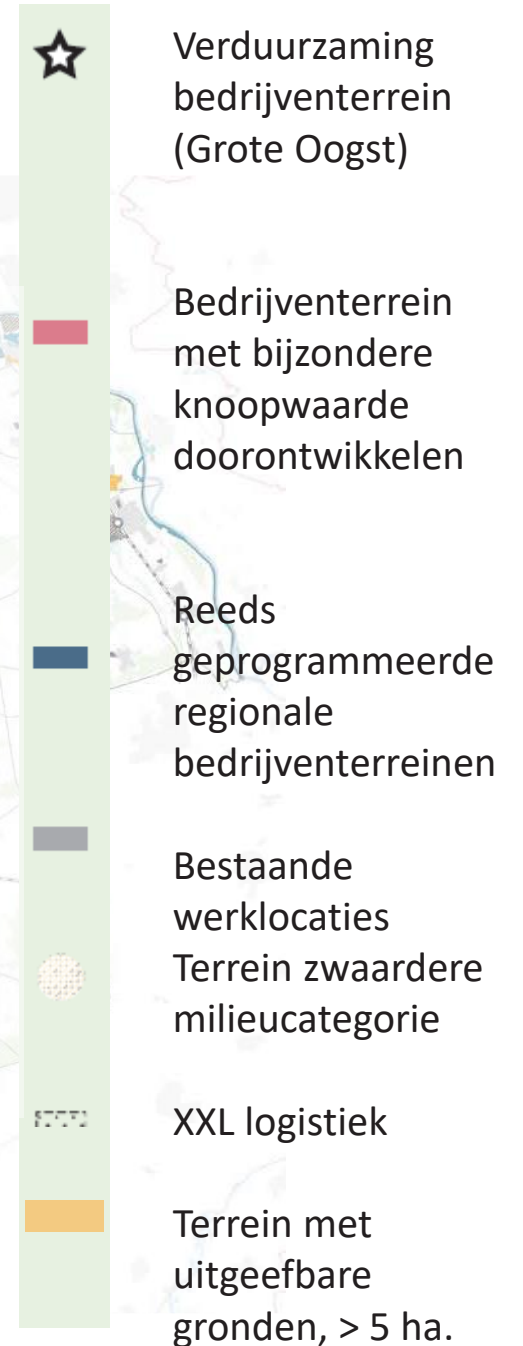 Verduurzaming
bedrijventerrein
(Grote Oogst)
Bedrijventerrein
met bijzondere
knoopwaarde
doorontwikkelen
Reeds
geprogrammeerde
regionale
bedrijventerreinen
Bestaande
werklocaties
Terrein zwaardere
milieucategorie
XXL logistiek
Terrein met
uitgeefbare
gronden, > 5 ha.